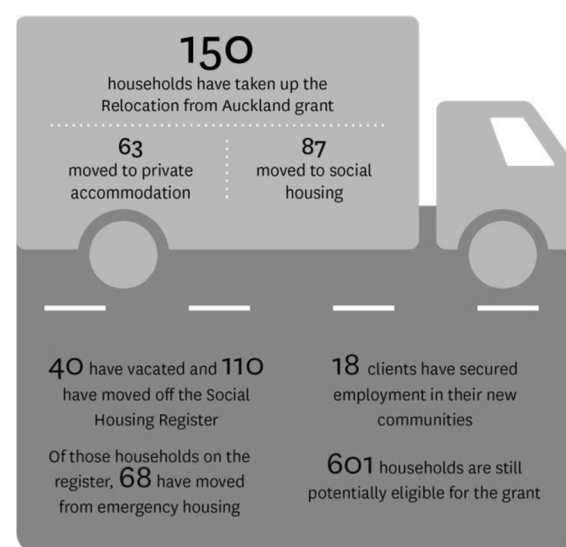 150
households have taken up the
Relocation from Auckland grant
63
moved to private
accommodation
87
moved to social
housing
40 have vacated and 110
have moved off the Social
Housing Register
Of those households on the
register, 68 have moved
from emergency housing
18 clients have secured
employment in their new
communities
601 households are still
potentially eligible for the grant